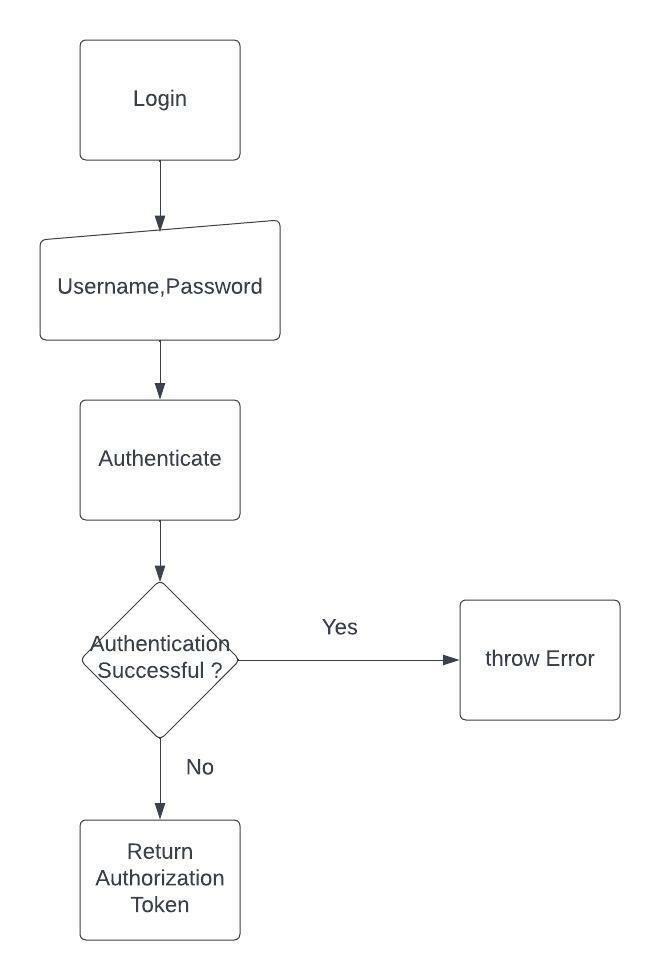 Login
Username,Password
Authenticate
Authentication
Successful ?
Yes
throw Error
No
Return
Authorization
Token